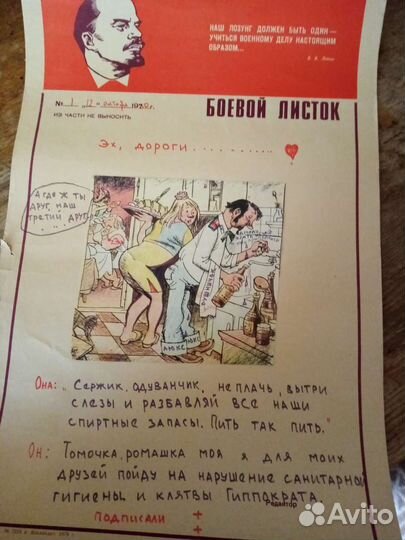 НАШ ЛОЗУНГ ДОЛЖЕН БЫТЬ ОДИН —
УЧИТЬСЯ ВОЕННОМУ ДЕЛУ НАСТОЯЩИМ
ОБРАЗОМ...
В. И. Ленин
№ 1 „12 " октября 1980 г.
ИЗ ЧАСТИ НЕ ВЫНОСИТЬ
БОЕВОЙ ЛИСТОК
Эх, дороги...........
А где ж ты
друг, наш
третий друг
...
ЛЮКС
Она: „Сержик, одуванчик, не плачь, вытри
слезы и разбавляй все наши
спиртные запасы. Пить так пить."
Он: Томочка, ромашка моя я для моих
друзей пойду на нарушение санитарной
гигиены и клятвы Гиппократа.
Редактор
Подписали + +
Avito